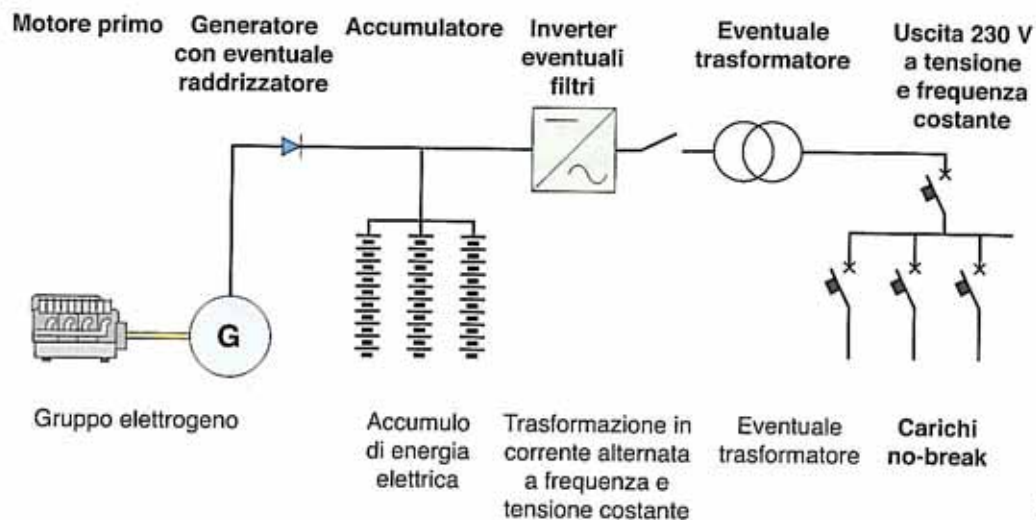 Motore primo
Generatore
con eventuale
raddrizzatore
Accumulatore
Inverter
eventuali
filtri
Eventuale
trasformatore
Uscita 230 V
a tensione
e frequenza
costante
G
Gruppo elettrogeno
Accumulo
di energia
elettrica
Trasformazione in
corrente alternata
a frequenza e
tensione costante
Eventuale
trasformatore
Carichi
no-break